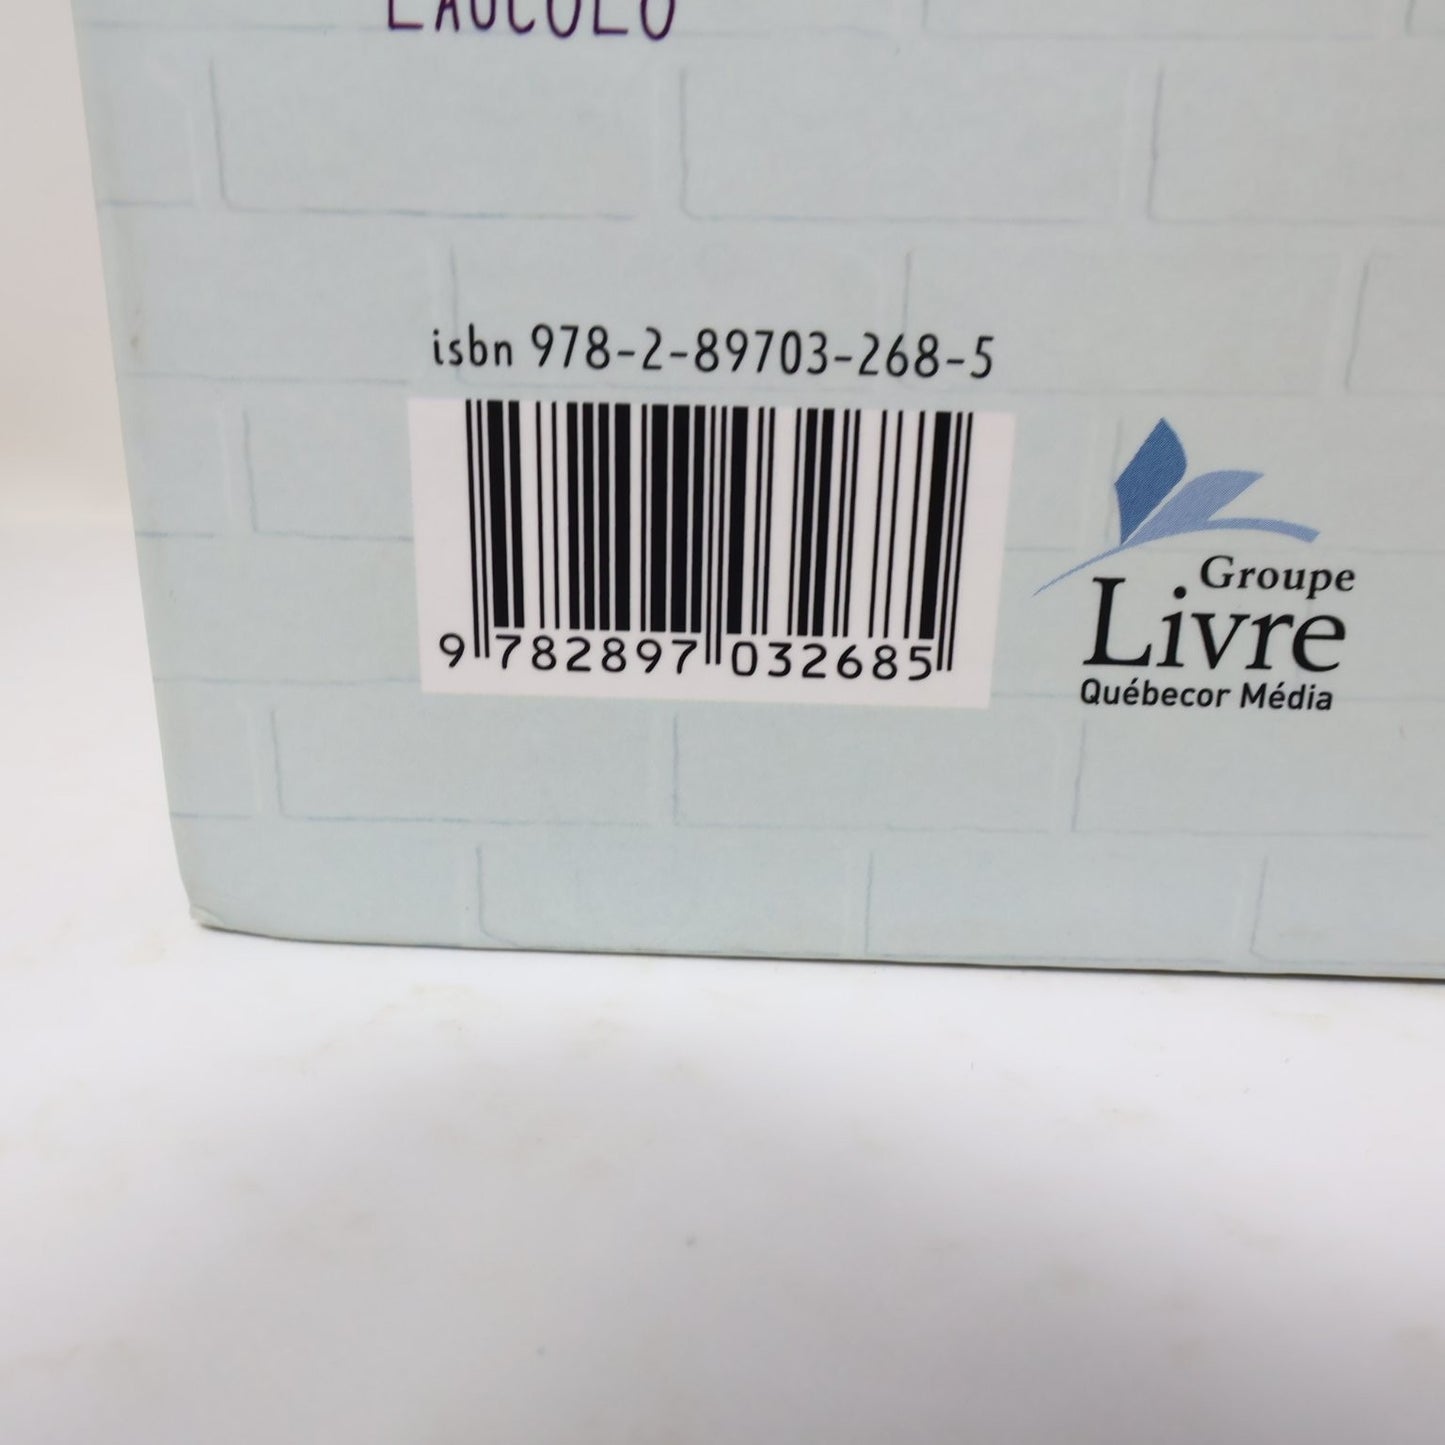 isbn 978-2-89703-268-5
9 782897 032685
Groupe
Livre
Québecor Média